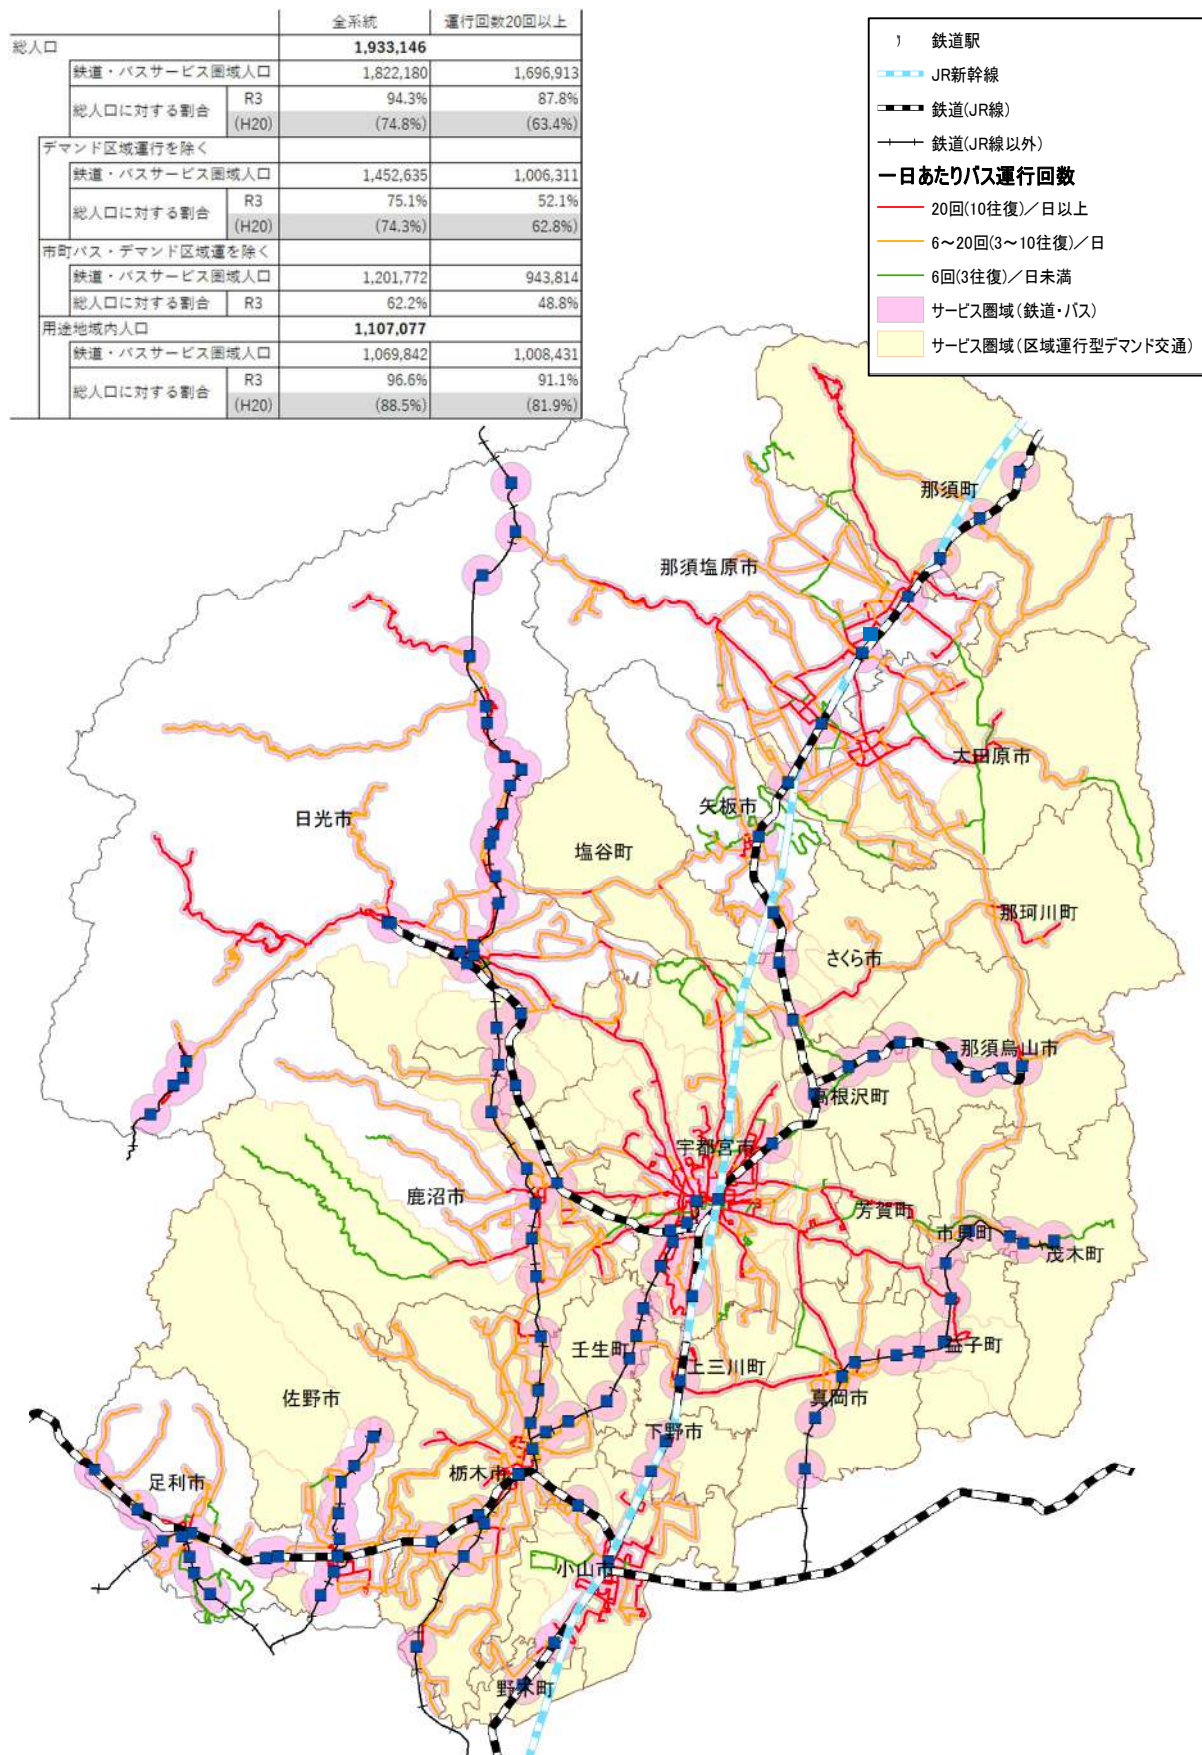 全系統 運行回数20回以上
総人口 1,933,146
鉄道・バスサービス圏域人口 1,822,180 1,696,913
総人口に対する割合 R3 94.3% 87.8%
(H20) (74.8%) (63.4%)
デマンド区域運行を除く
鉄道・バスサービス圏域人口 1,452,635 1,006,311
総人口に対する割合 R3 75.1% 52.1%
(H20) (74.3%) 62.8%)
市町バス・デマンド区域運を除く
鉄道・バスサービス圏域人口 1,201,772 943,814
総人口に対する割合 R3 62.2% 48.8%
用途地域内人口 1,107,077
鉄道・バスサービス圏域人口 1,069,842 1,008,431
総人口に対する割合 R3 96.6% 91.1%
(H20) (88.5%) (81.9%)
鉄道駅
JR新幹線
鉄道(JR線)
鉄道(JR線以外)
一日あたりバス運行回数
20回(10往復)／日以上
6～20回(3～10往復)／日
6回(3往復)／日未満
サービス圏域(鉄道・バス)
サービス圏域(区域運行型デマンド交通)
那須町
那須塩原市
大田原市
矢板市
日光市
塩谷町
那珂川町
さくら市
那須烏山市
高根沢町
宇都宮市
鹿沼市
芳賀町
市貝町
茂木町
壬生町
益子町
上三川町
真岡市
佐野市
下野市
栃木市
足利市
小山市
野木町